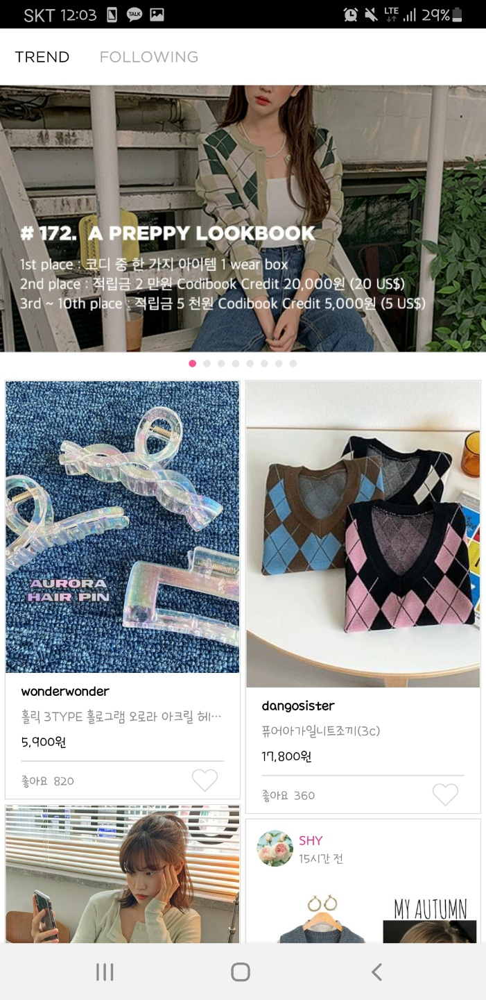 SKT 12:03
TALK
LTE
29%
TREND FOLLOWING
# 172. A PREPPY LOOKBOOK
1st place : 코디 중 한 가지 아이템 1 wear box
2nd place : 적립금 2 만원 Codibook Credit 20,000원 (20 US$)
3rd ~ 10th place : 적립금 5 천원 Codibook Credit 5,000원 (5 US$)
AURORA
HAIR PIN
wonderwonder
홀릭 3TYPE 홀로그램 오로라 아크릴 헤…
5,900원
좋아요 820
dangosister
퓨어아가일니트조끼(3c)
17,800원
좋아요 360
SHY
15시간 전
MY AUTUMN